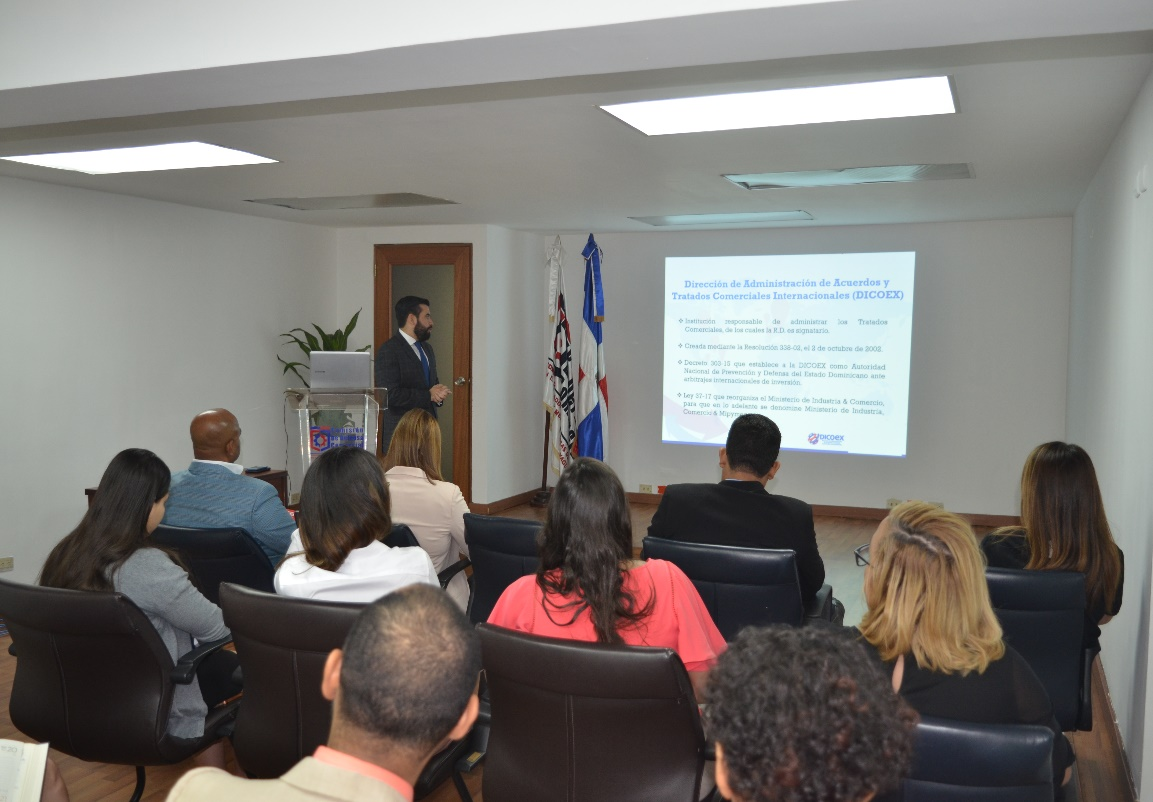 Dirección de Administración de Acuerdos y
Tratados Comerciales Internacionales (DICOEX)
❖ Institución responsable de administrar los Tratados
Comerciales, de los cuales la R.D. es signatario.
❖ Creada mediante la Resolución 338-02, el 2 de octubre de 2002.
❖ Decreto 303-15 que establece a la DICOEX como Autoridad
Nacional de Prevención y Defensa del Estado Dominicano ante
arbitrajes internacionales de inversión.
❖ Ley 37-17 que reorganiza el Ministerio de Industria & Comercio,
para que en lo adelante se denomine Ministerio de Industria,
Comercio & Mipymes
DICOEX